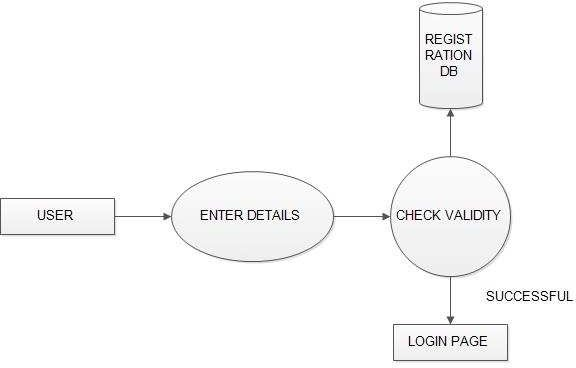 REGIST
RATION
DB
USER
ENTER DETAILS
CHECK VALIDITY
SUCCESSFUL
LOGIN PAGE